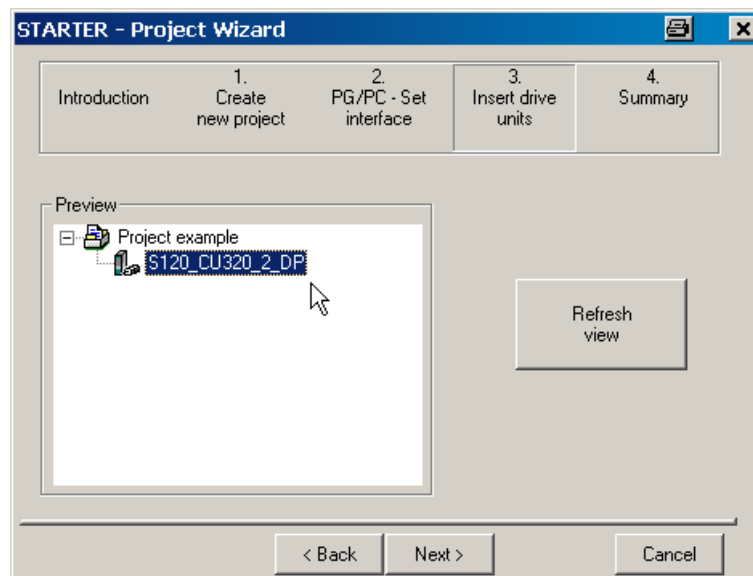 STARTER - Project Wizard
Introduction
1.
Create
new project
2.
PG/PC - Set
interface
3.
Insert drive
units
4.
Summary
Preview
Project example
S120_CU320_2_DP
Refresh
view
< Back
Next >
Cancel